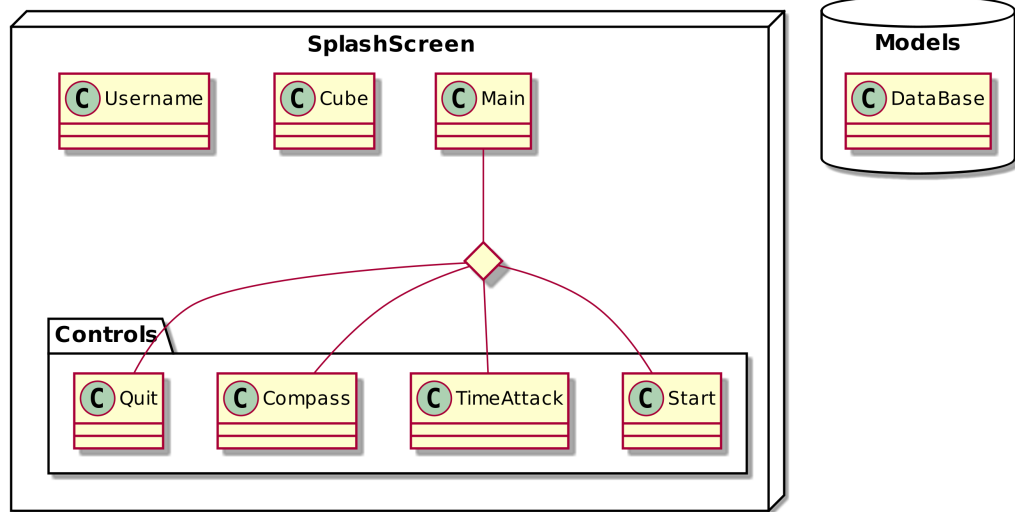 SplashScreen
Models
C Username
C Cube
C Main
C DataBase
Controls
C Quit
C Compass
C TimeAttack
C Start